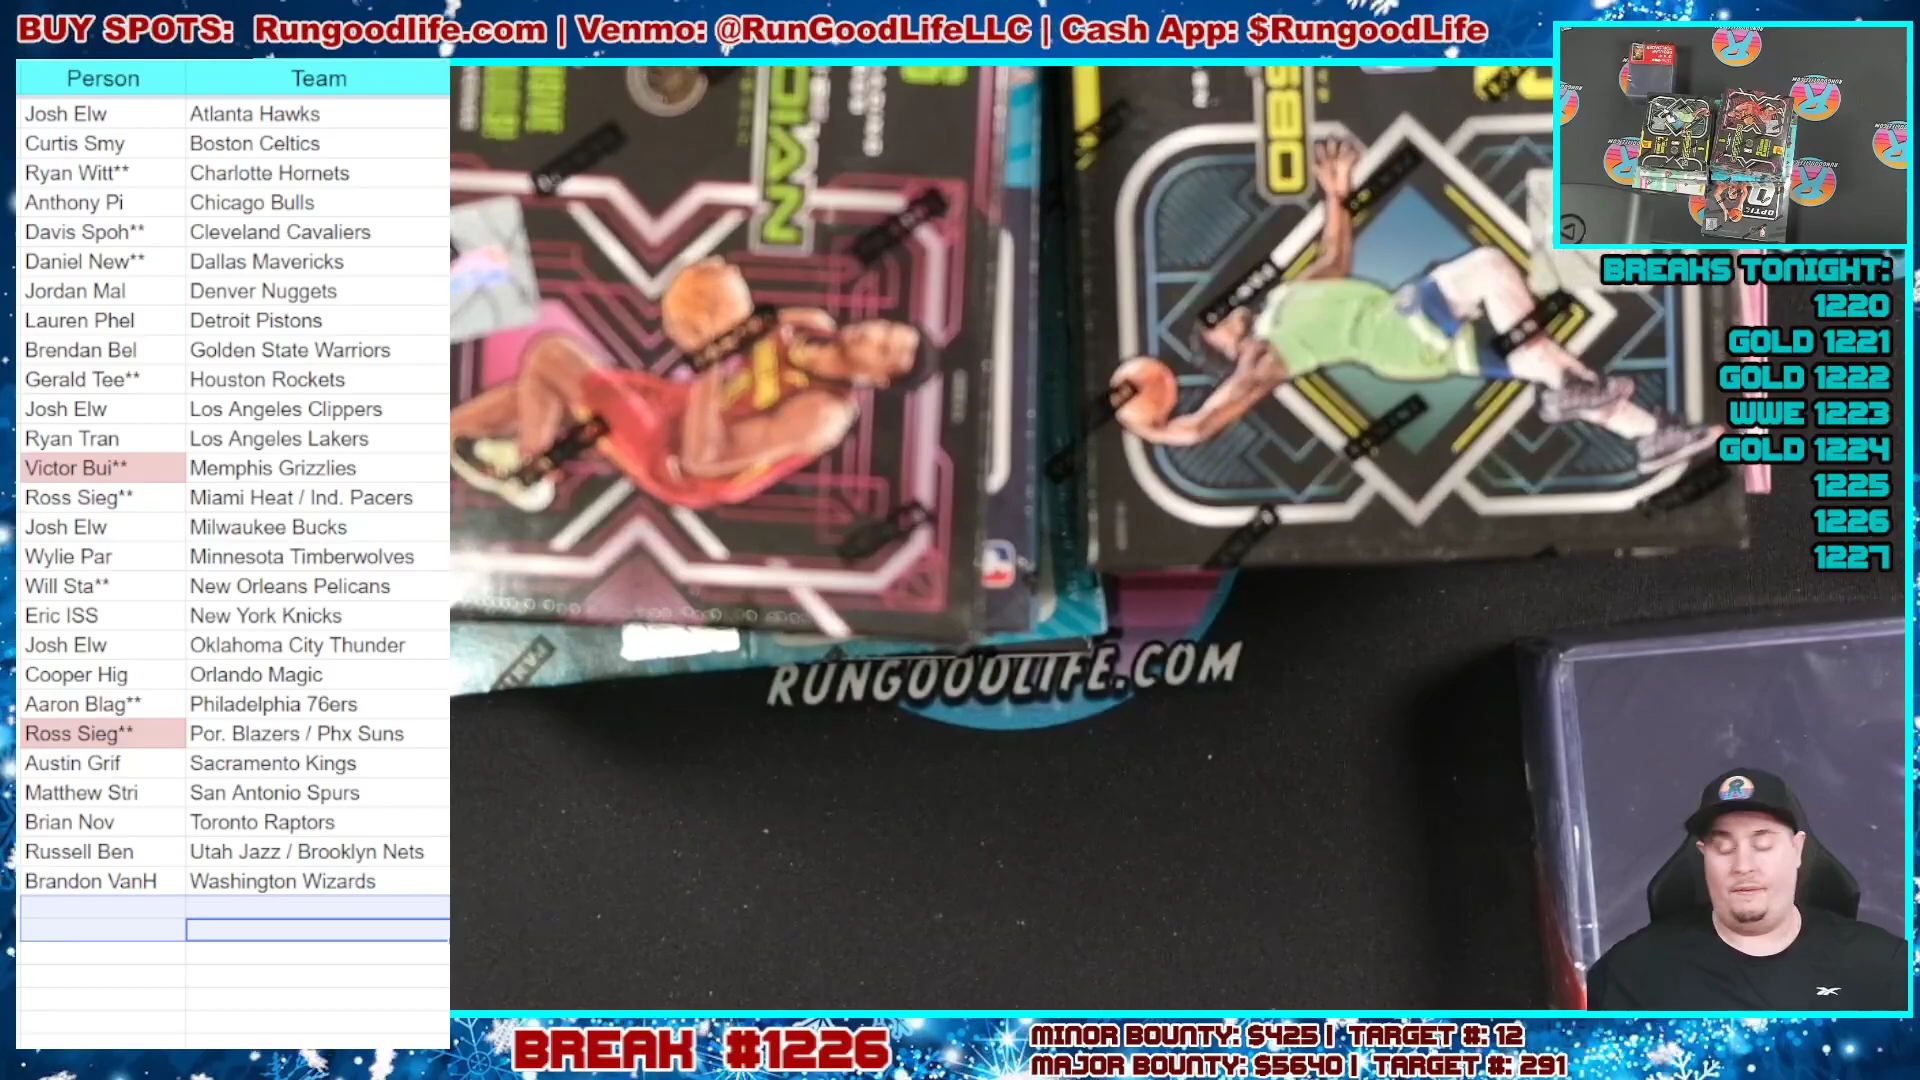 BUY SPOTS: Rungoodlife.com | Venmo: @RunGoodLifeLLC | Cash App: $RungoodLife
Person Team
Josh Elw Atlanta Hawks
Curtis Smy Boston Celtics
Ryan Witt** Charlotte Hornets
Anthony Pi Chicago Bulls
Davis Spoh** Cleveland Cavaliers
Daniel New** Dallas Mavericks
Jordan Mal Denver Nuggets
Lauren Phel Detroit Pistons
Brendan Bel Golden State Warriors
Gerald Tee** Houston Rockets
Josh Elw Los Angeles Clippers
Ryan Tran Los Angeles Lakers
Victor Bui** Memphis Grizzlies
Ross Sieg** Miami Heat / Ind. Pacers
Josh Elw Milwaukee Bucks
Wylie Par Minnesota Timberwolves
Will Sta** New Orleans Pelicans
Eric ISS New York Knicks
Josh Elw Oklahoma City Thunder
Cooper Hig Orlando Magic
Aaron Blag** Philadelphia 76ers
Ross Sieg** Por. Blazers / Phx Suns
Austin Grif Sacramento Kings
Matthew Stri San Antonio Spurs
Brian Nov Toronto Raptors
Russell Ben Utah Jazz / Brooklyn Nets
Brandon VanH Washington Wizards
RUNGOODLIFE.COM
OPTIC
BREAKS TONIGHT:
1220
GOLD 1221
GOLD 1222
WWE 1223
GOLD 1224
1225
1226
1227
BREAK #1226
MINOR BOUNTY: $425 | TARGET #: 12
MAJOR BOUNTY: $5640 | TARGET #: 291